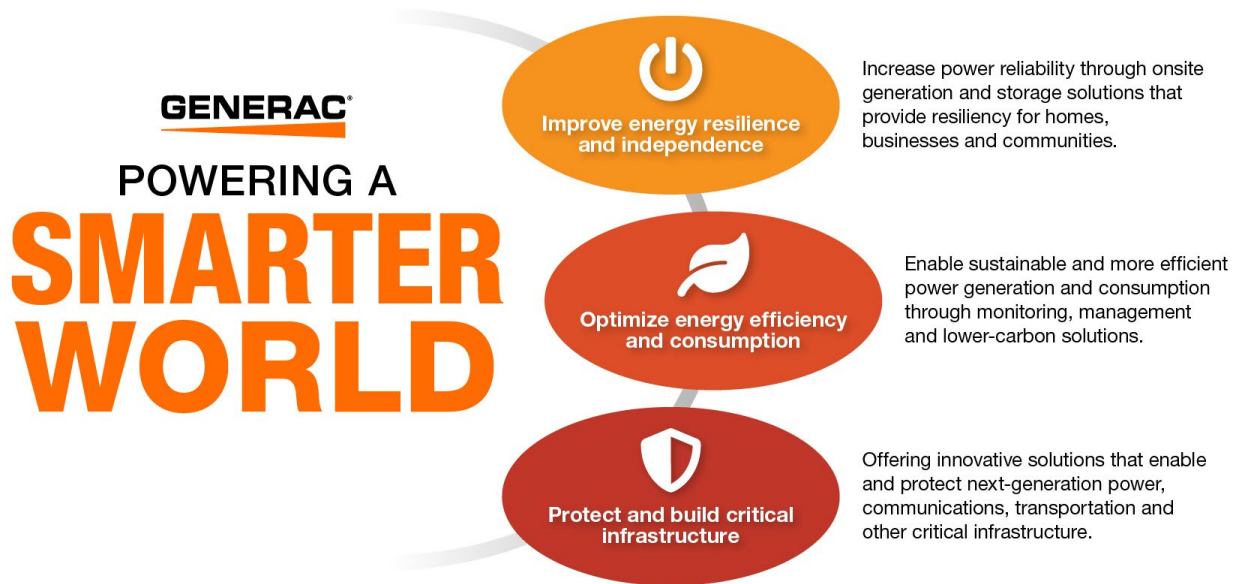 GENERAC®
POWERING A
SMARTER
WORLD
Improve energy resilience
and independence
Increase power reliability through onsite
generation and storage solutions that
provide resiliency for homes,
businesses and communities.
Optimize energy efficiency
and consumption
Enable sustainable and more efficient
power generation and consumption
through monitoring, management
and lower-carbon solutions.
Protect and build critical
infrastructure
Offering innovative solutions that enable
and protect next-generation power,
communications, transportation and
other critical infrastructure.